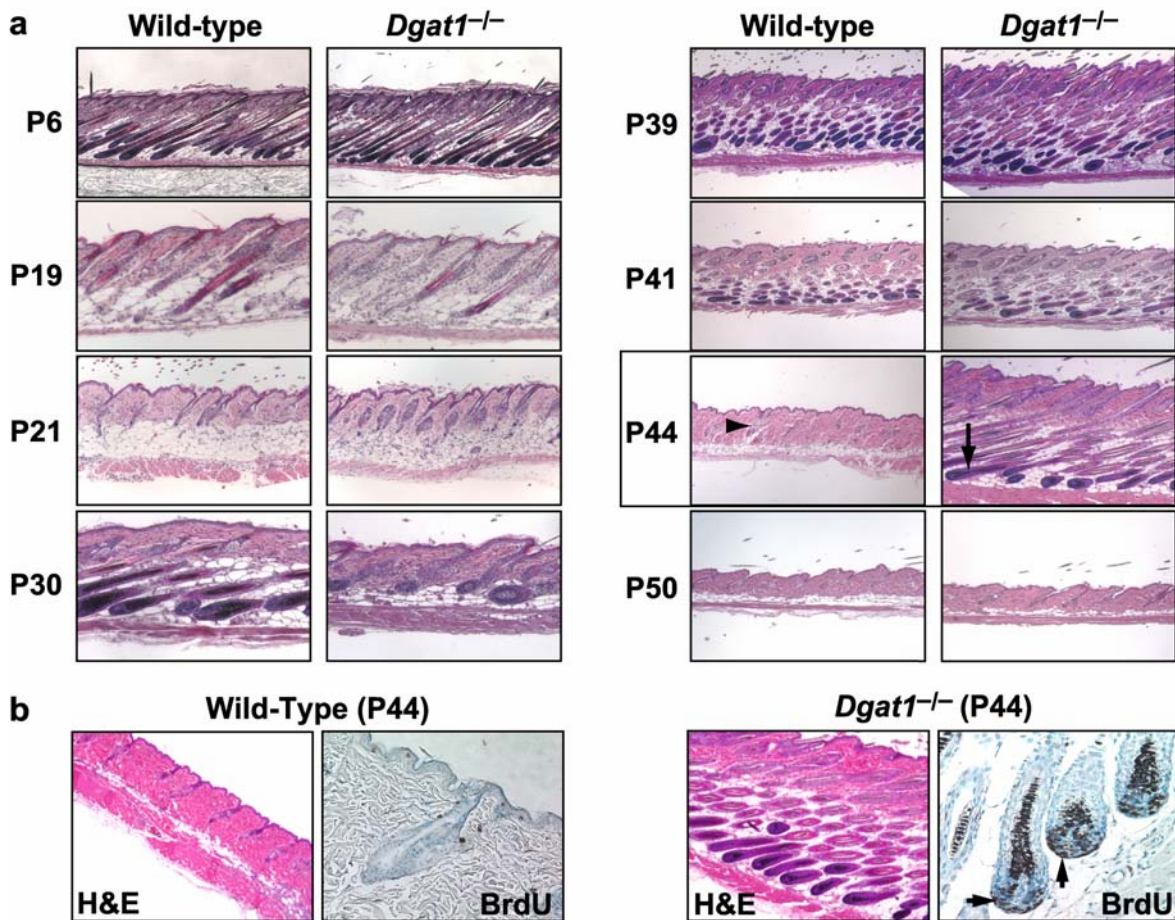 a
Wild-type Dgat1–/– Wild-type Dgat1–/–
P6 P39
P19 P41
P21 P44
P30 P50
b
Wild-Type (P44) Dgat1–/– (P44)
H&E BrdU H&E BrdU